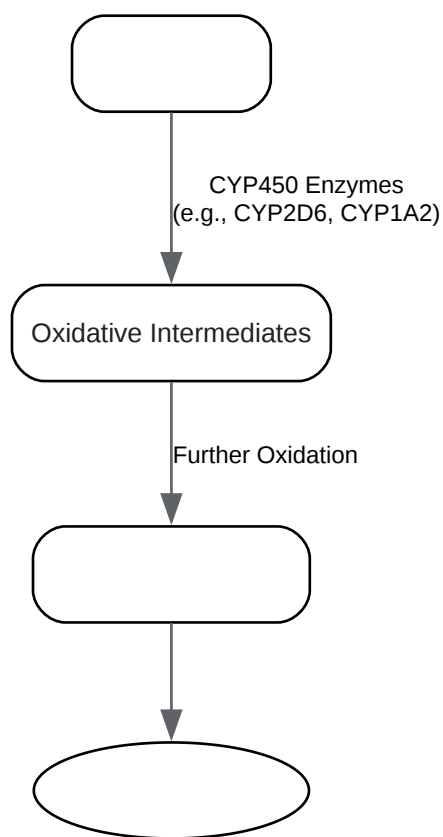 CYP450 Enzymes
(e.g., CYP2D6, CYP1A2)
Oxidative Intermediates
Further Oxidation